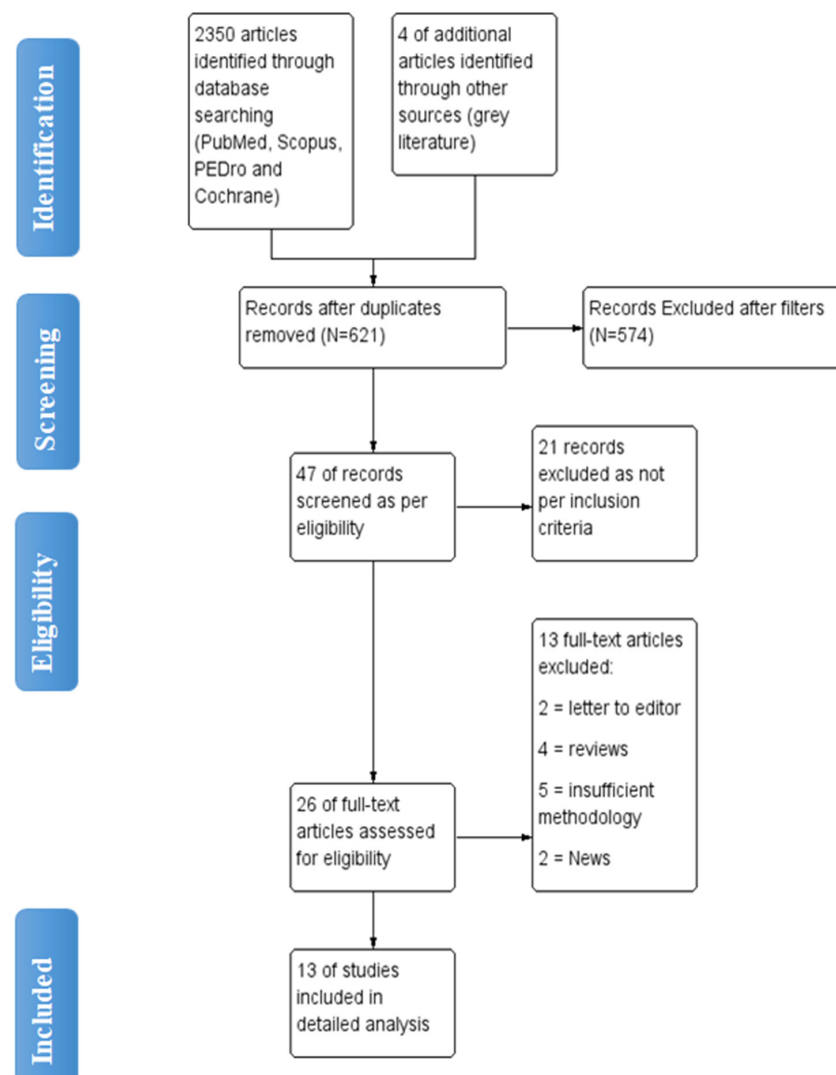 Identification
2350 articles
identified through
database
searching
(PubMed, Scopus,
PEDro and
Cochrane)
4 of additional
articles identified
through other
sources (grey
literature)
Screening
Records after duplicates
removed (N=621)
Records Excluded after filters
(N=574)
47 of records
screened as per
eligibility
21 records
excluded as not
per inclusion
criteria
Eligibility
13 full-text articles
excluded:
2 = letter to editor
4 = reviews
5 = insufficient
methodology
2 = News
26 of full-text
articles assessed
for eligibility
Included
13 of studies
included in
detailed analysis